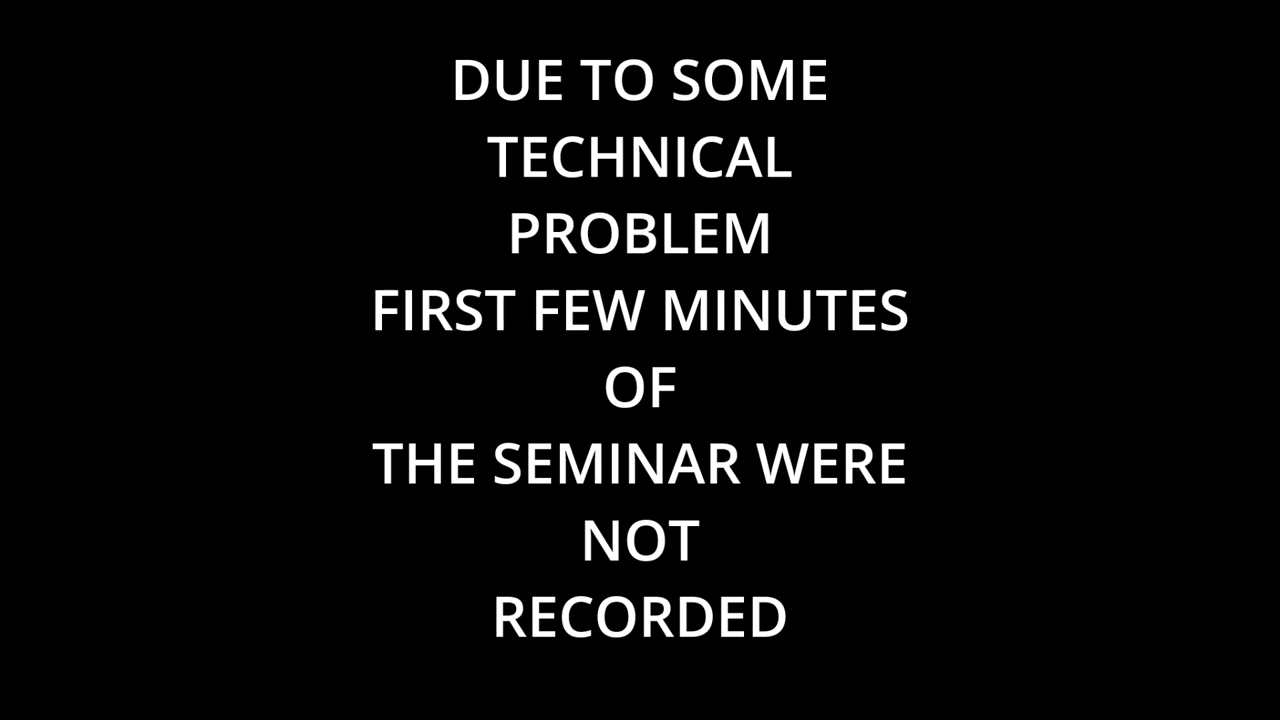 DUE TO SOME
TECHNICAL
PROBLEM
FIRST FEW MINUTES
OF
THE SEMINAR WERE
NOT
RECORDED